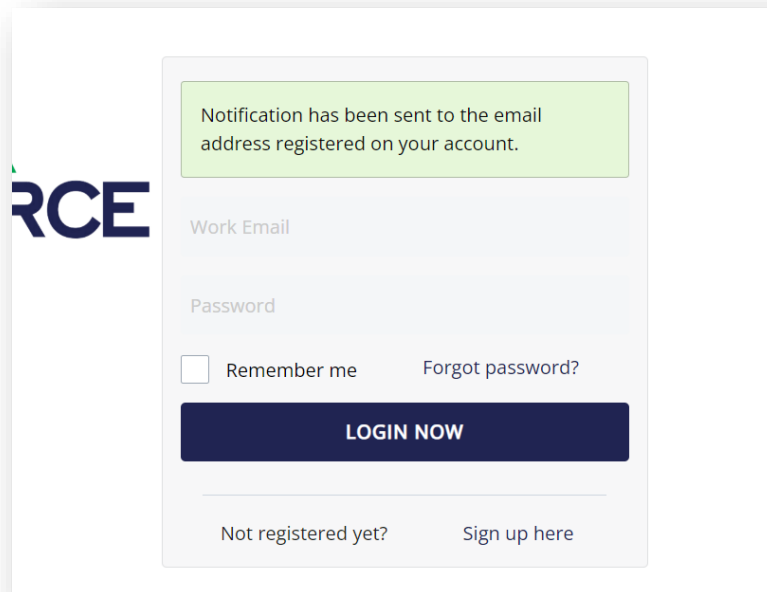 Notification has been sent to the email
address registered on your account.
RCE
Work Email
Password
Remember me Forgot password?
LOGIN NOW
Not registered yet? Sign up here